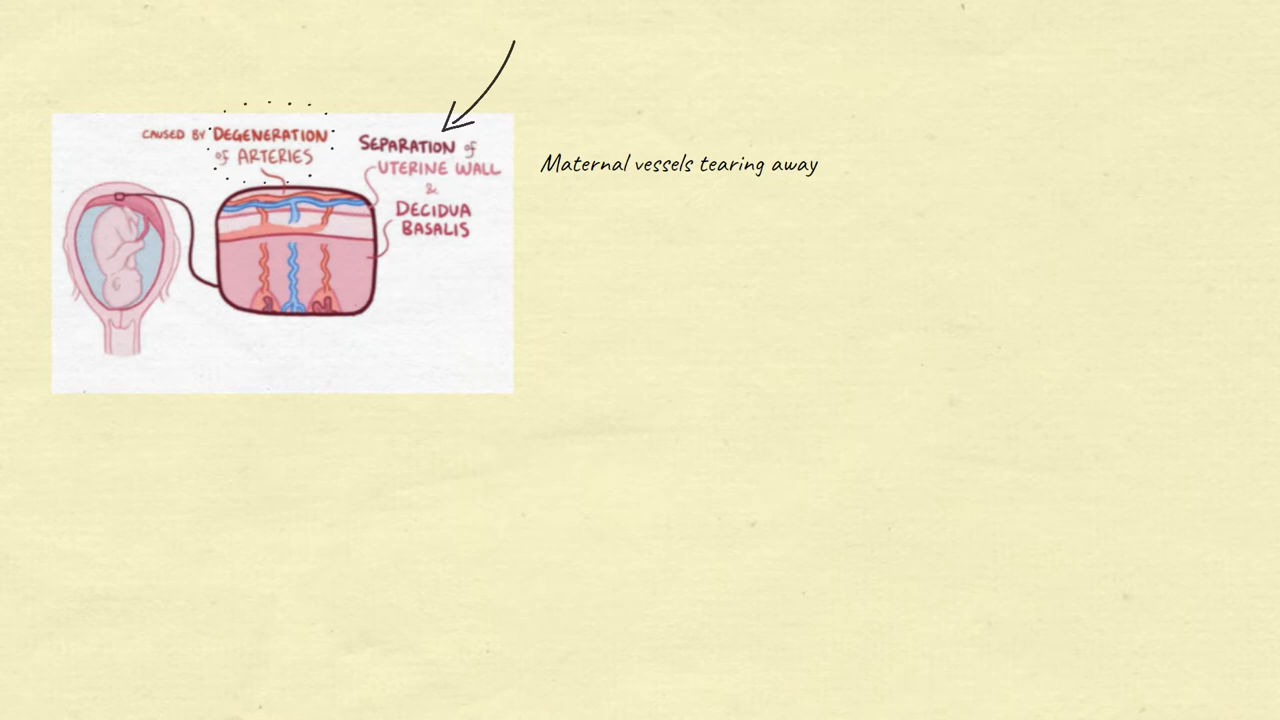 CAUSED BY DEGENERATION
of ARTERIES
SEPARATION of
UTERINE WALL
&
DECIDUA
BASALIS
Maternal vessels tearing away